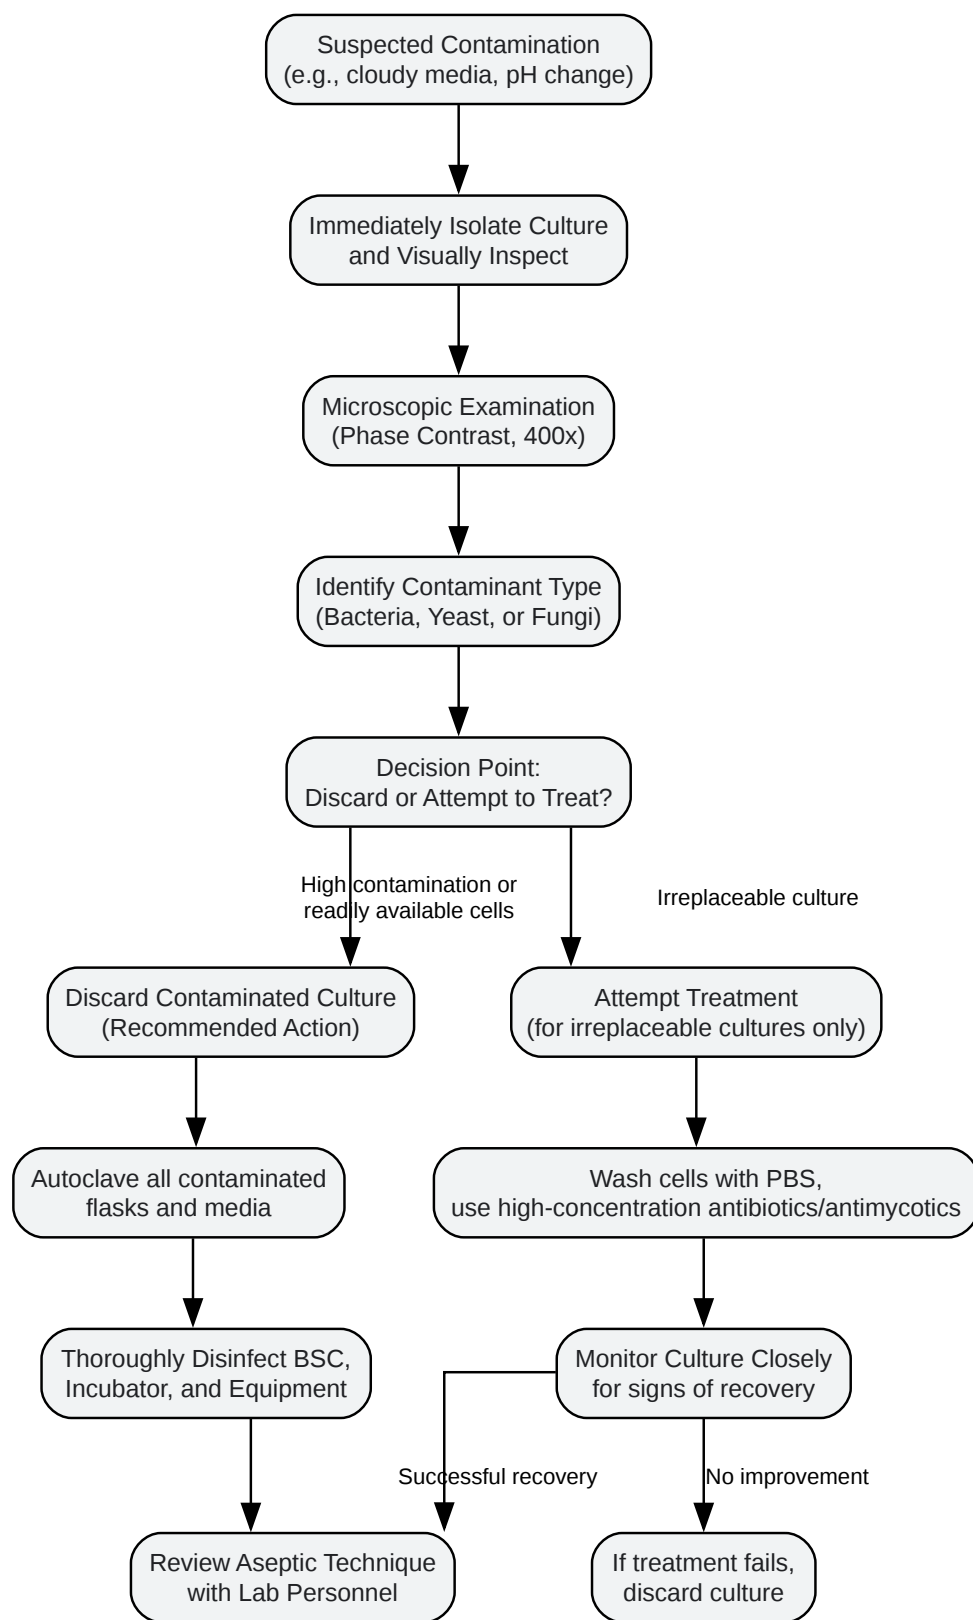 Suspected Contamination
(e.g., cloudy media, pH change)
Immediately Isolate Culture
and Visually Inspect
Microscopic Examination
(Phase Contrast, 400x)
Identify Contaminant Type
(Bacteria, Yeast, or Fungi)
Decision Point:
Discard or Attempt to Treat?
High contamination or
readily available cells
Irreplaceable culture
Discard Contaminated Culture
(Recommended Action)
Attempt Treatment
(for irreplaceable cultures only)
Autoclave all contaminated
flasks and media
Wash cells with PBS,
use high-concentration antibiotics/antimycotics
Thoroughly Disinfect BSC,
Incubator, and Equipment
Monitor Culture Closely
for signs of recovery
Successful recovery
No improvement
Review Aseptic Technique
with Lab Personnel
If treatment fails,
discard culture